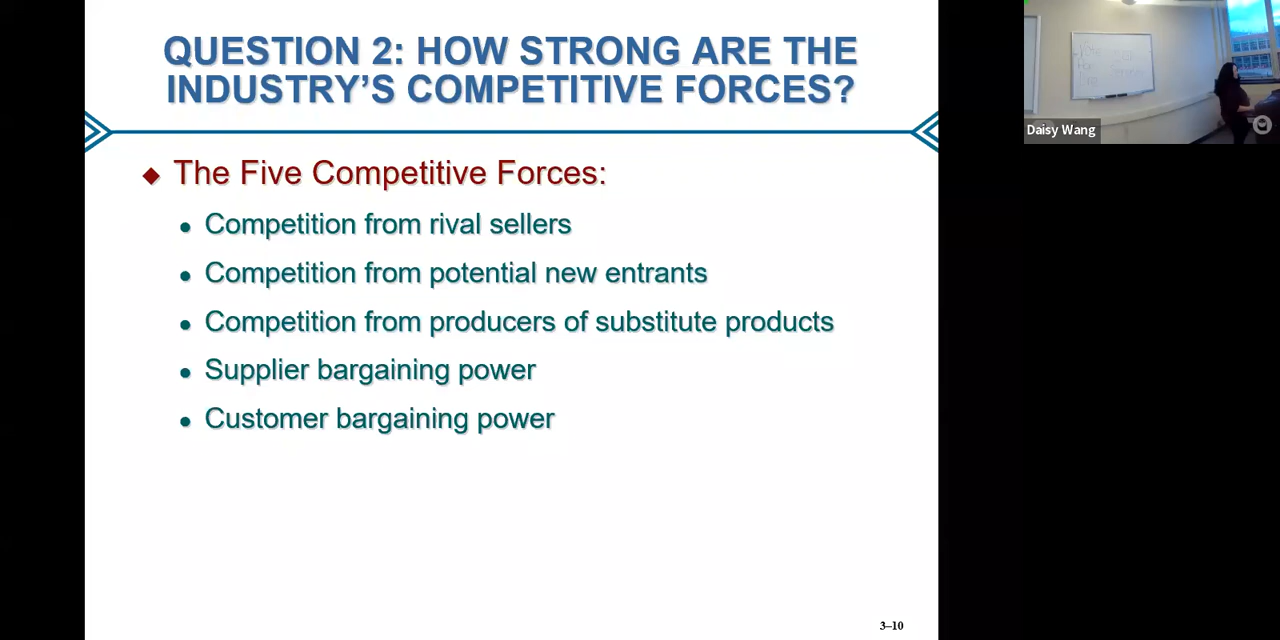 QUESTION 2: HOW STRONG ARE THE
INDUSTRY’S COMPETITIVE FORCES?
◆ The Five Competitive Forces:
● Competition from rival sellers
● Competition from potential new entrants
● Competition from producers of substitute products
● Supplier bargaining power
● Customer bargaining power
3–10
Daisy Wang